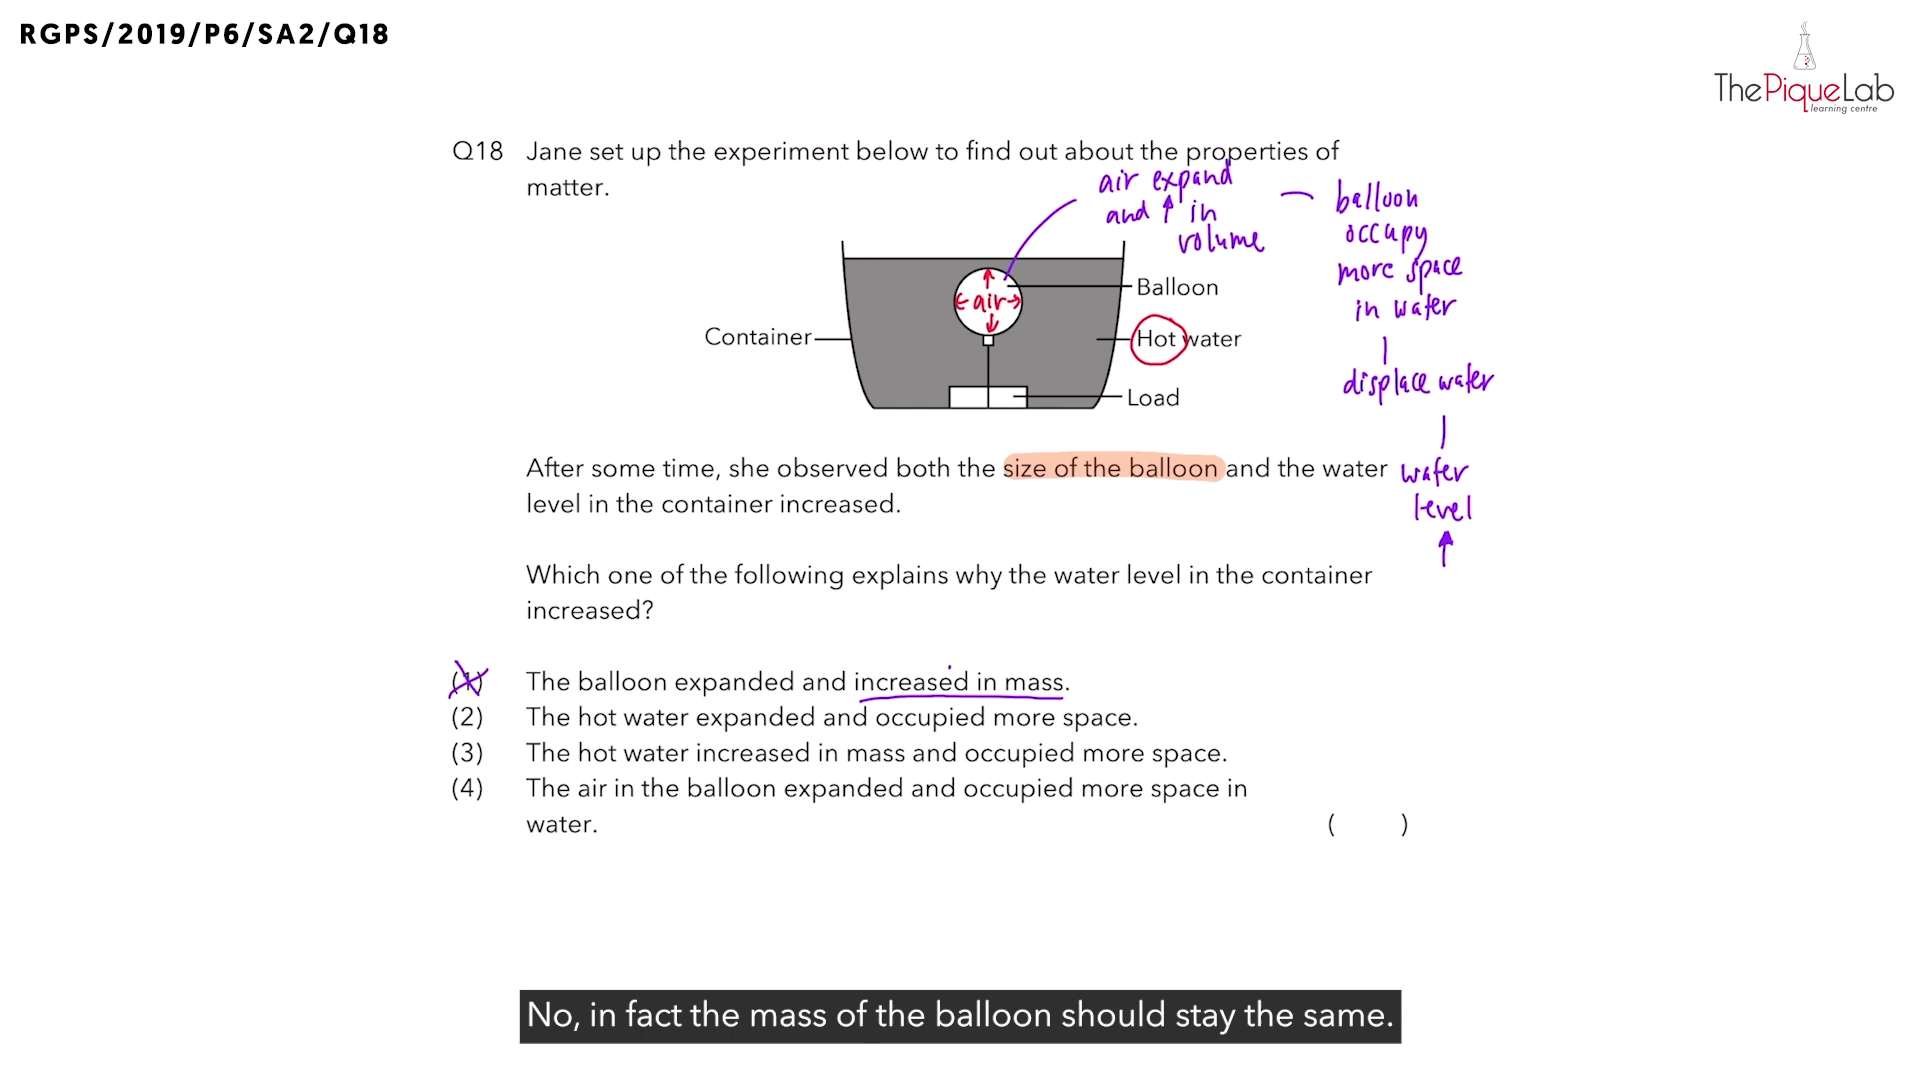 RGPS/2019/P6/SA2/Q18
ThePiqueLab
learning centre
Q18 Jane set up the experiment below to find out about the properties of
matter.
air expand
and ↑ in
volume
balloon
occupy
more space
in water
displace water
water
level
↑
air
Balloon
Container
Hot water
Load
After some time, she observed both the size of the balloon and the water
level in the container increased.
Which one of the following explains why the water level in the container
increased?
(1) The balloon expanded and increased in mass.
(2) The hot water expanded and occupied more space.
(3) The hot water increased in mass and occupied more space.
(4) The air in the balloon expanded and occupied more space in
water. ( )
No, in fact the mass of the balloon should stay the same.